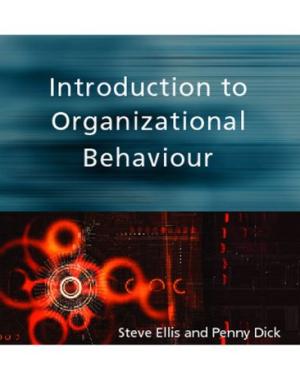 Introduction to
Organizational
Behaviour
Steve Ellis and Penny Dick